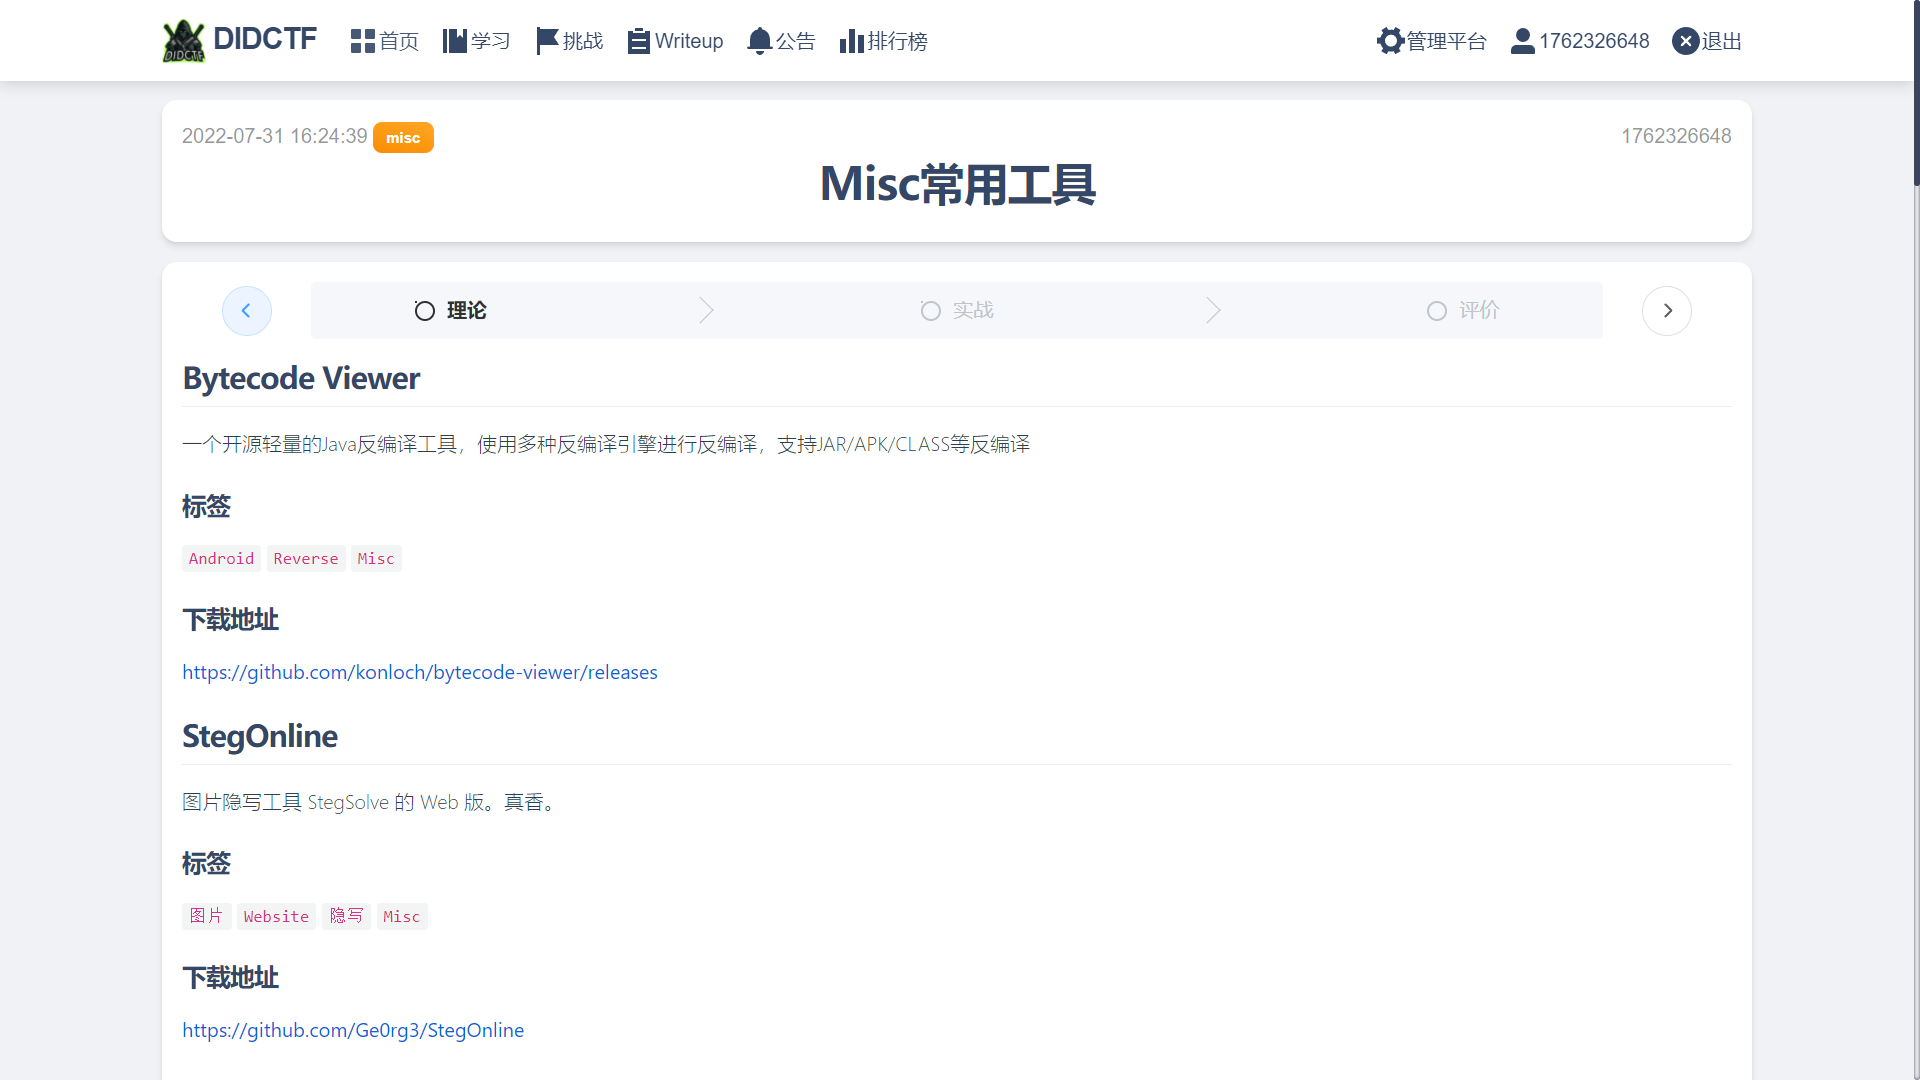 DIDCTF 首页 学习 挑战 Writeup 公告 排行榜 管理平台 1762326648 退出
DIDCTF
2022-07-31 16:24:39 misc 1762326648
Misc常用工具
理论 实战 评价
Bytecode Viewer
一个开源轻量的Java反编译工具，使用多种反编译引擎进行反编译，支持JAR/APK/CLASS等反编译
标签
Android Reverse Misc
下载地址
https://github.com/konloch/bytecode-viewer/releases
StegOnline
图片隐写工具 StegSolve 的 Web 版。真香。
标签
图片 Website 隐写 Misc
下载地址
https://github.com/Ge0rg3/StegOnline